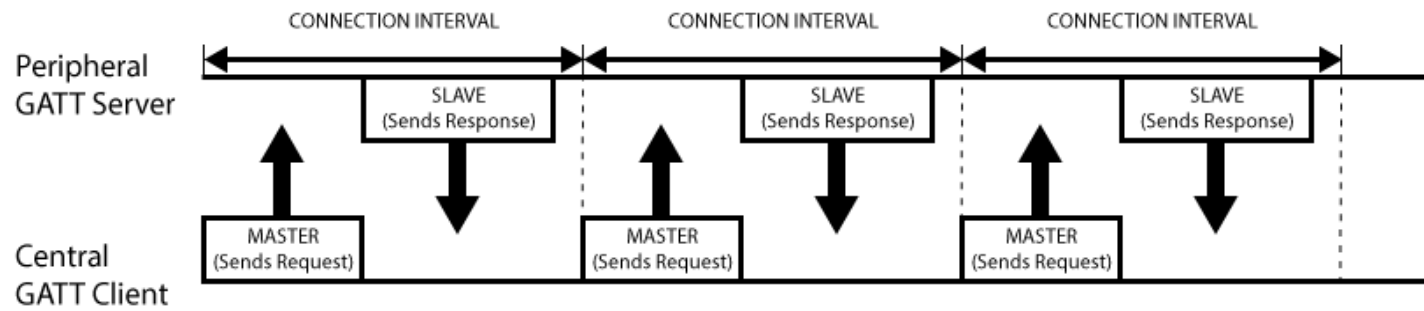 CONNECTION INTERVAL
CONNECTION INTERVAL
CONNECTION INTERVAL
Peripheral
GATT Server
SLAVE
(Sends Response)
SLAVE
(Sends Response)
SLAVE
(Sends Response)
MASTER
(Sends Request)
MASTER
(Sends Request)
MASTER
(Sends Request)
Central
GATT Client